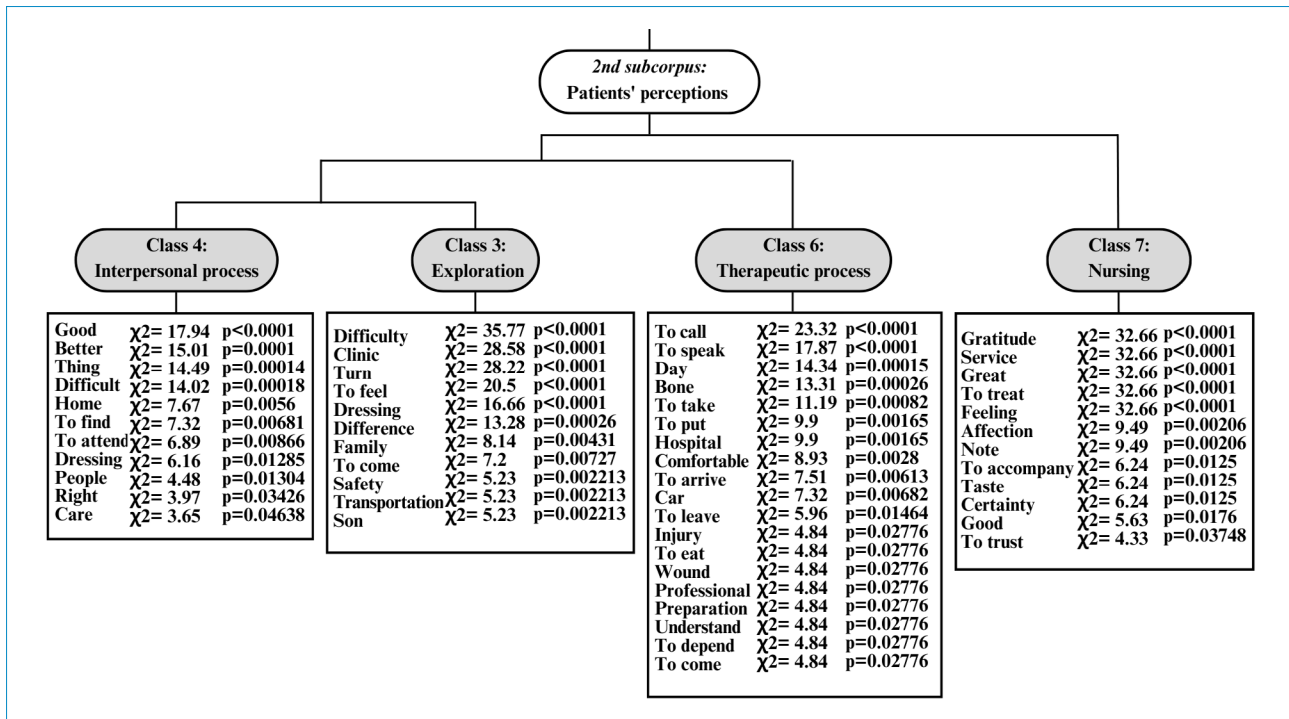 2nd subcorpus:
Patients' perceptions
Class 4:
Interpersonal process
Good χ2= 17.94 p<0.0001
Better χ2= 15.01 p=0.0001
Thing χ2= 14.49 p=0.00014
Difficult χ2= 14.02 p=0.00018
Home χ2= 7.67 p=0.0056
To find χ2= 7.32 p=0.00681
To attend χ2= 6.89 p=0.00866
Dressing χ2= 6.16 p=0.01285
People χ2= 4.48 p=0.01304
Right χ2= 3.97 p=0.03426
Care χ2= 3.65 p=0.04638
Class 3:
Exploration
Difficulty χ2= 35.77 p<0.0001
Clinic χ2= 28.58 p<0.0001
Turn χ2= 28.22 p<0.0001
To feel χ2= 20.5 p<0.0001
Dressing χ2= 16.66 p<0.0001
Difference χ2= 13.28 p=0.00026
Family χ2= 8.14 p=0.00431
To come χ2= 7.2 p=0.00727
Safety χ2= 5.23 p=0.002213
Transportation χ2= 5.23 p=0.002213
Son χ2= 5.23 p=0.002213
Class 6:
Therapeutic process
To call χ2= 23.32 p<0.0001
To speak χ2= 17.87 p<0.0001
Day χ2= 14.34 p=0.00015
Bone χ2= 13.31 p=0.00026
To take χ2= 11.19 p=0.00082
To put χ2= 9.9 p=0.00165
Hospital χ2= 9.9 p=0.00165
Comfortable χ2= 8.93 p=0.0028
To arrive χ2= 7.51 p=0.00613
Car χ2= 7.32 p=0.00682
To leave χ2= 5.96 p=0.01464
Injury χ2= 4.84 p=0.02776
To eat χ2= 4.84 p=0.02776
Wound χ2= 4.84 p=0.02776
Professional χ2= 4.84 p=0.02776
Preparation χ2= 4.84 p=0.02776
Understand χ2= 4.84 p=0.02776
To depend χ2= 4.84 p=0.02776
To come χ2= 4.84 p=0.02776
Class 7:
Nursing
Gratitude χ2= 32.66 p<0.0001
Service χ2= 32.66 p<0.0001
Great χ2= 32.66 p<0.0001
To treat χ2= 32.66 p<0.0001
Feeling χ2= 32.66 p<0.0001
Affection χ2= 9.49 p=0.00206
Note χ2= 9.49 p=0.00206
To accompany χ2= 6.24 p=0.0125
Taste χ2= 6.24 p=0.0125
Certainty χ2= 6.24 p=0.0125
Good χ2= 5.63 p=0.0176
To trust χ2= 4.33 p=0.03748